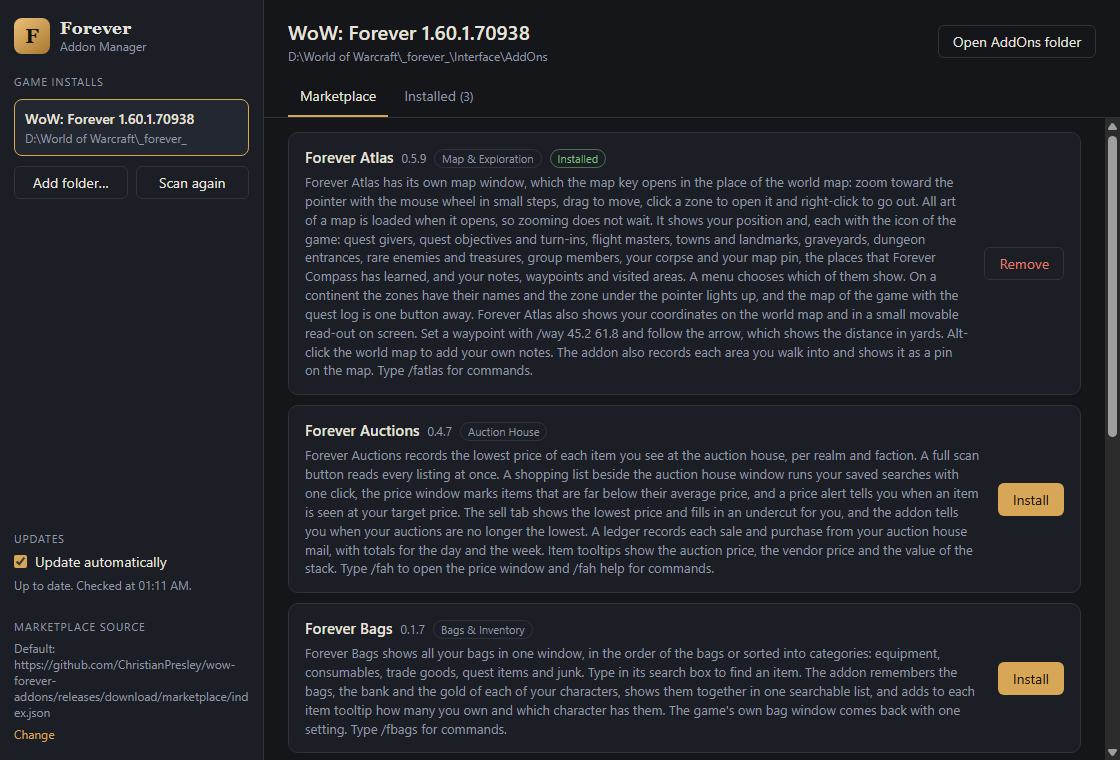 F
Forever
Addon Manager
GAME INSTALLS
WoW: Forever 1.60.1.70938
D:\World of Warcraft\_forever_
Add folder...
Scan again
UPDATES
Update automatically
Up to date. Checked at 01:11 AM.
MARKETPLACE SOURCE
Default:
https://github.com/ChristianPresley/wow-
forever-
addons/releases/download/marketplace/ind
ex.json
Change
WoW: Forever 1.60.1.70938
D:\World of Warcraft\_forever_\Interface\AddOns
Open AddOns folder
Marketplace
Installed (3)
Forever Atlas 0.5.9 Map & Exploration Installed
Forever Atlas has its own map window, which the map key opens in the place of the world map: zoom toward the
pointer with the mouse wheel in small steps, drag to move, click a zone to open it and right-click to go out. All art
of a map is loaded when it opens, so zooming does not wait. It shows your position and, each with the icon of the
game: quest givers, quest objectives and turn-ins, flight masters, towns and landmarks, graveyards, dungeon
entrances, rare enemies and treasures, group members, your corpse and your map pin, the places that Forever
Compass has learned, and your notes, waypoints and visited areas. A menu chooses which of them show. On a
continent the zones have their names and the zone under the pointer lights up, and the map of the game with the
quest log is one button away. Forever Atlas also shows your coordinates on the world map and in a small movable
read-out on screen. Set a waypoint with /way 45.2 61.8 and follow the arrow, which shows the distance in yards. Alt-
click the world map to add your own notes. The addon also records each area you walk into and shows it as a pin
on the map. Type /fatlas for commands.
Remove
Forever Auctions 0.4.7 Auction House
Forever Auctions records the lowest price of each item you see at the auction house, per realm and faction. A full scan
button reads every listing at once. A shopping list beside the auction house window runs your saved searches with
one click, the price window marks items that are far below their average price, and a price alert tells you when an item
is seen at your target price. The sell tab shows the lowest price and fills in an undercut for you, and the addon tells
you when your auctions are no longer the lowest. A ledger records each sale and purchase from your auction house
mail, with totals for the day and the week. Item tooltips show the auction price, the vendor price and the value of the
stack. Type /fah to open the price window and /fah help for commands.
Install
Forever Bags 0.1.7 Bags & Inventory
Forever Bags shows all your bags in one window, in the order of the bags or sorted into categories: equipment,
consumables, trade goods, quest items and junk. Type in its search box to find an item. The addon remembers the
bags, the bank and the gold of each of your characters, shows them together in one searchable list, and adds to each
item tooltip how many you own and which character has them. The game's own bag window comes back with one
setting. Type /fbags for commands.
Install